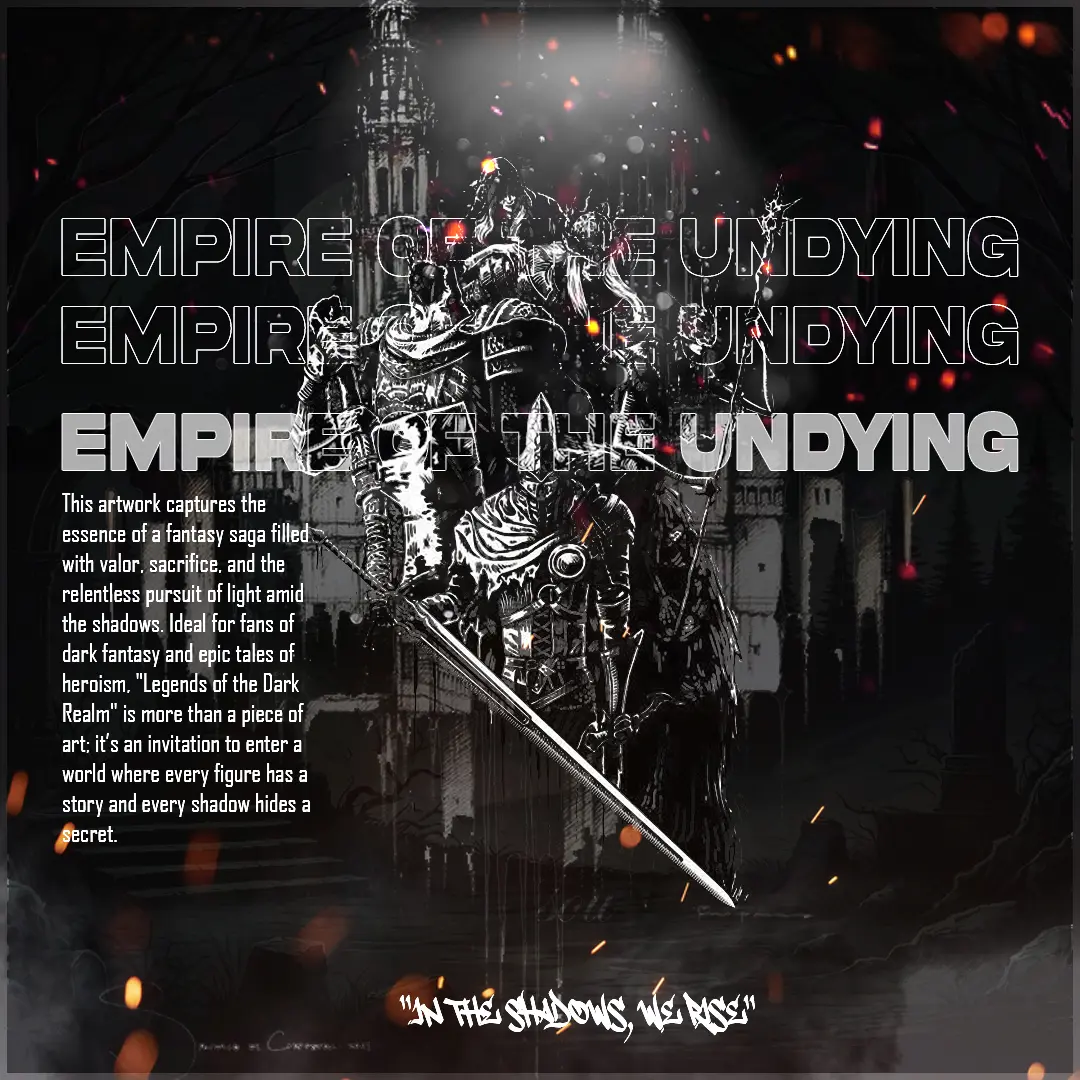 EMPIRE OF THE UNDYING
EMPIRE OF THE UNDYING
EMPIRE OF THE UNDYING
This artwork captures the
essence of a fantasy saga filled
with valor, sacrifice, and the
relentless pursuit of light amid
the shadows. Ideal for fans of
dark fantasy and epic tales of
heroism, "Legends of the Dark
Realm" is more than a piece of
art; it's an invitation to enter a
world where every figure has a
story and every shadow hides a
secret.
"IN THE SHADOWS, WE RISE"